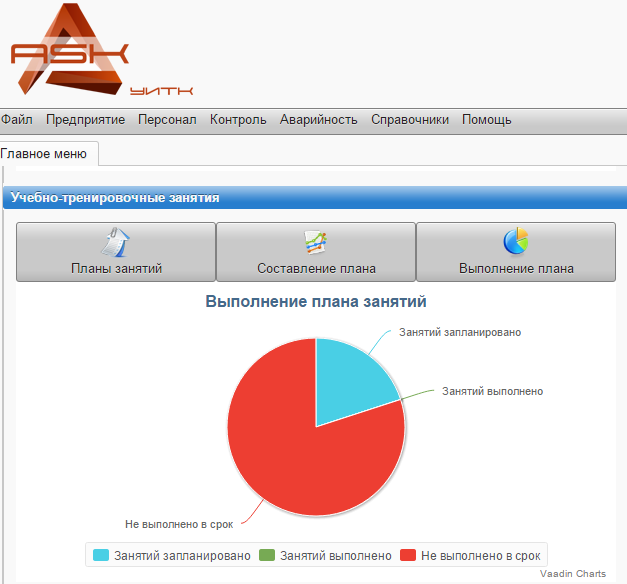 ASK
УИТК
Файл Предприятие Персонал Контроль Аварийность Справочники Помощь
Главное меню
Учебно-тренировочные занятия
Планы занятий Составление плана Выполнение плана
Выполнение плана занятий
Занятий запланировано
Занятий выполнено
Не выполнено в срок
Занятий запланировано Занятий выполнено Не выполнено в срок
Vaadin Charts